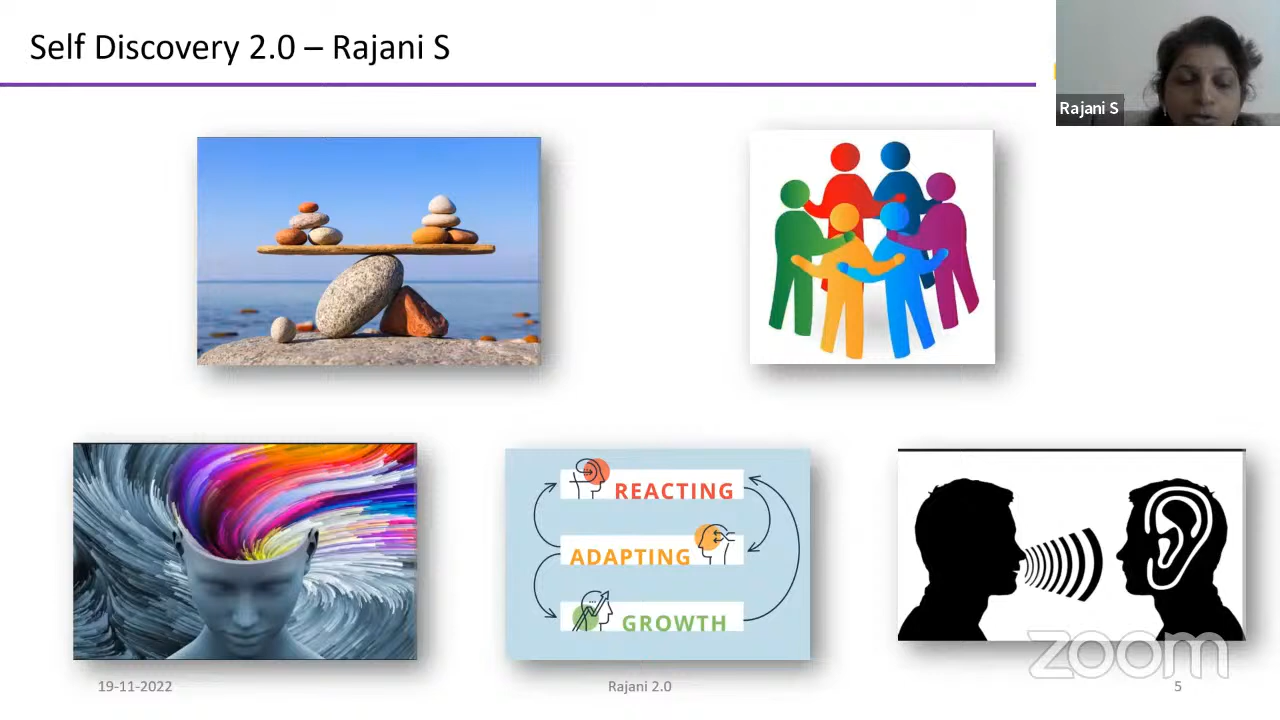 Self Discovery 2.0 – Rajani S
Rajani S
REACTING
ADAPTING
GROWTH
zoom
19-11-2022
Rajani 2.0
5